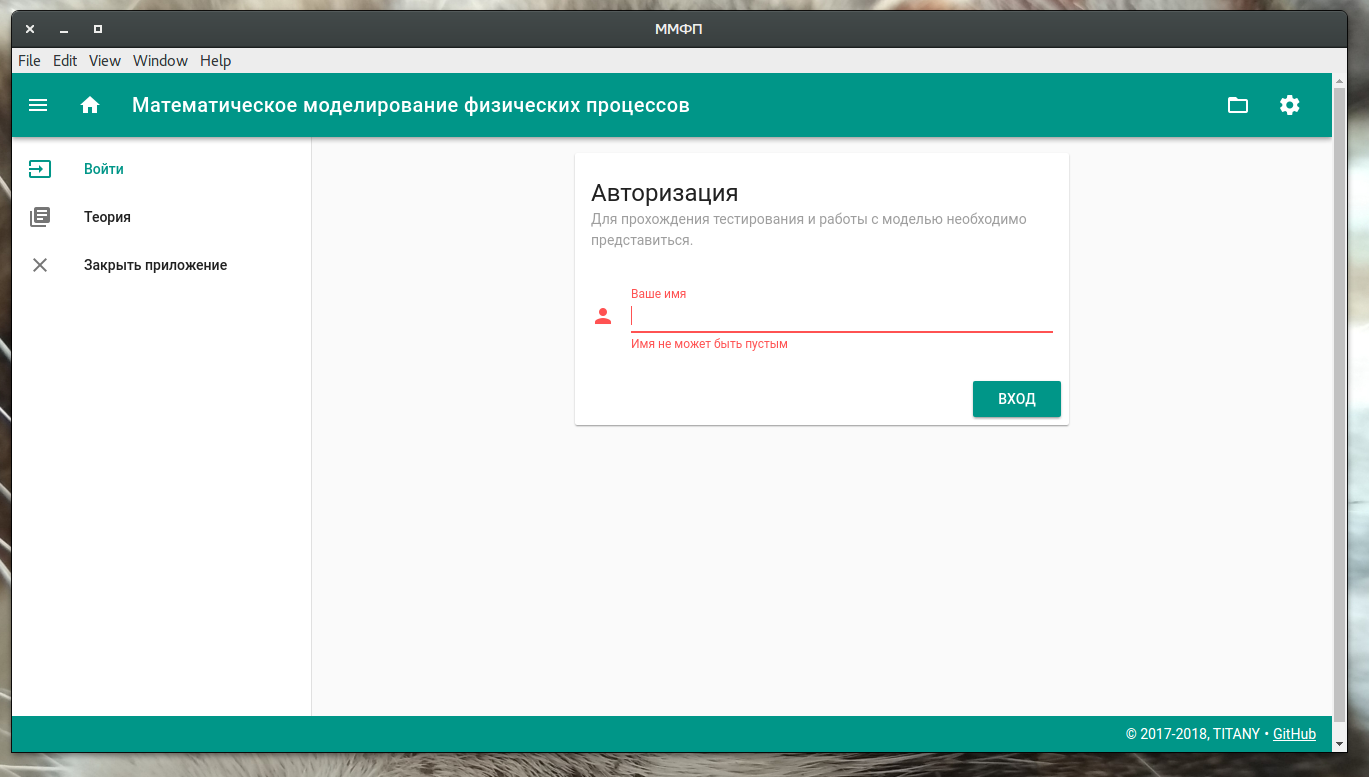 ММФП
File Edit View Window Help
Математическое моделирование физических процессов
Войти
Теория
Закрыть приложение
Авторизация
Для прохождения тестирования и работы с моделью необходимо
представиться.
Ваше имя
Имя не может быть пустым
ВХОД
© 2017-2018, TITANY • GitHub